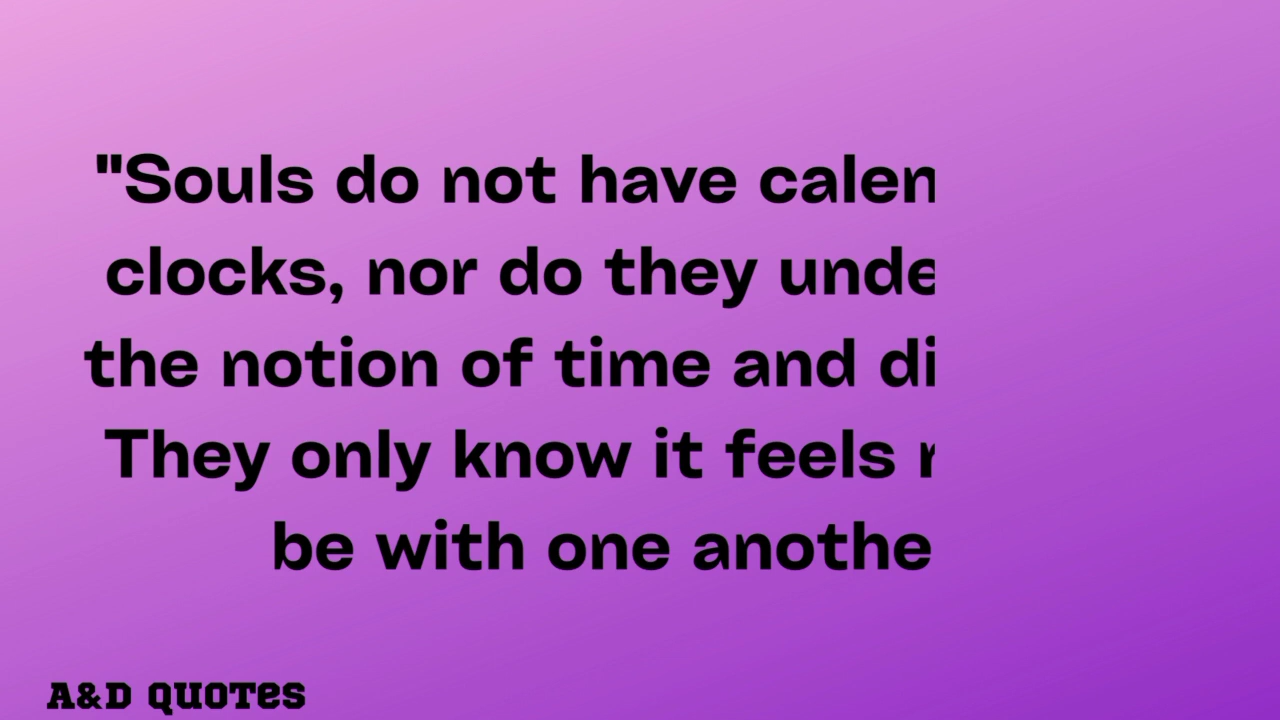 "Souls do not have calen
clocks, nor do they unde
the notion of time and di
They only know it feels
be with one anothe
A&D QUOTES